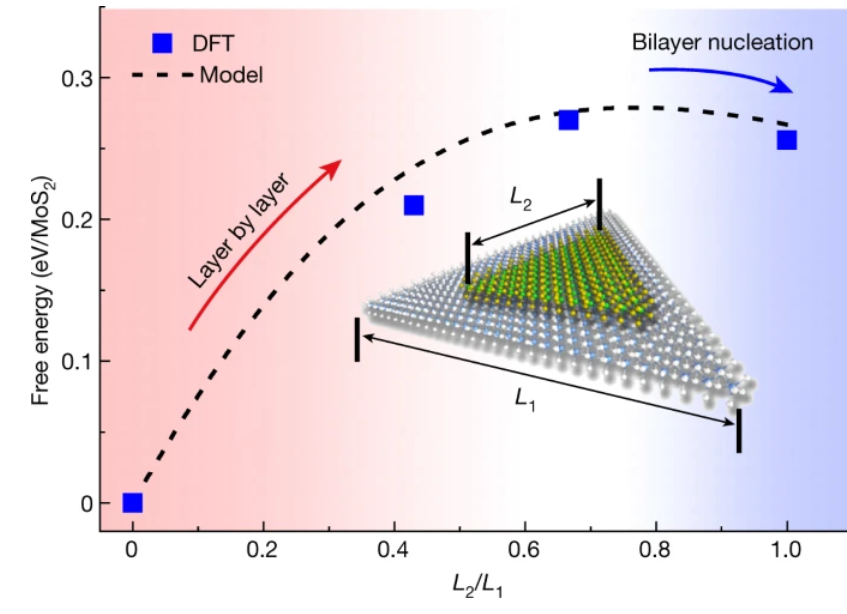 DFT
Model
Bilayer nucleation
Layer by layer
L₂
L₁
Free energy (eV/MoS₂)
0.3
0.2
0.1
0
0 0.2 0.4 0.6 0.8 1.0
L₂/L₁